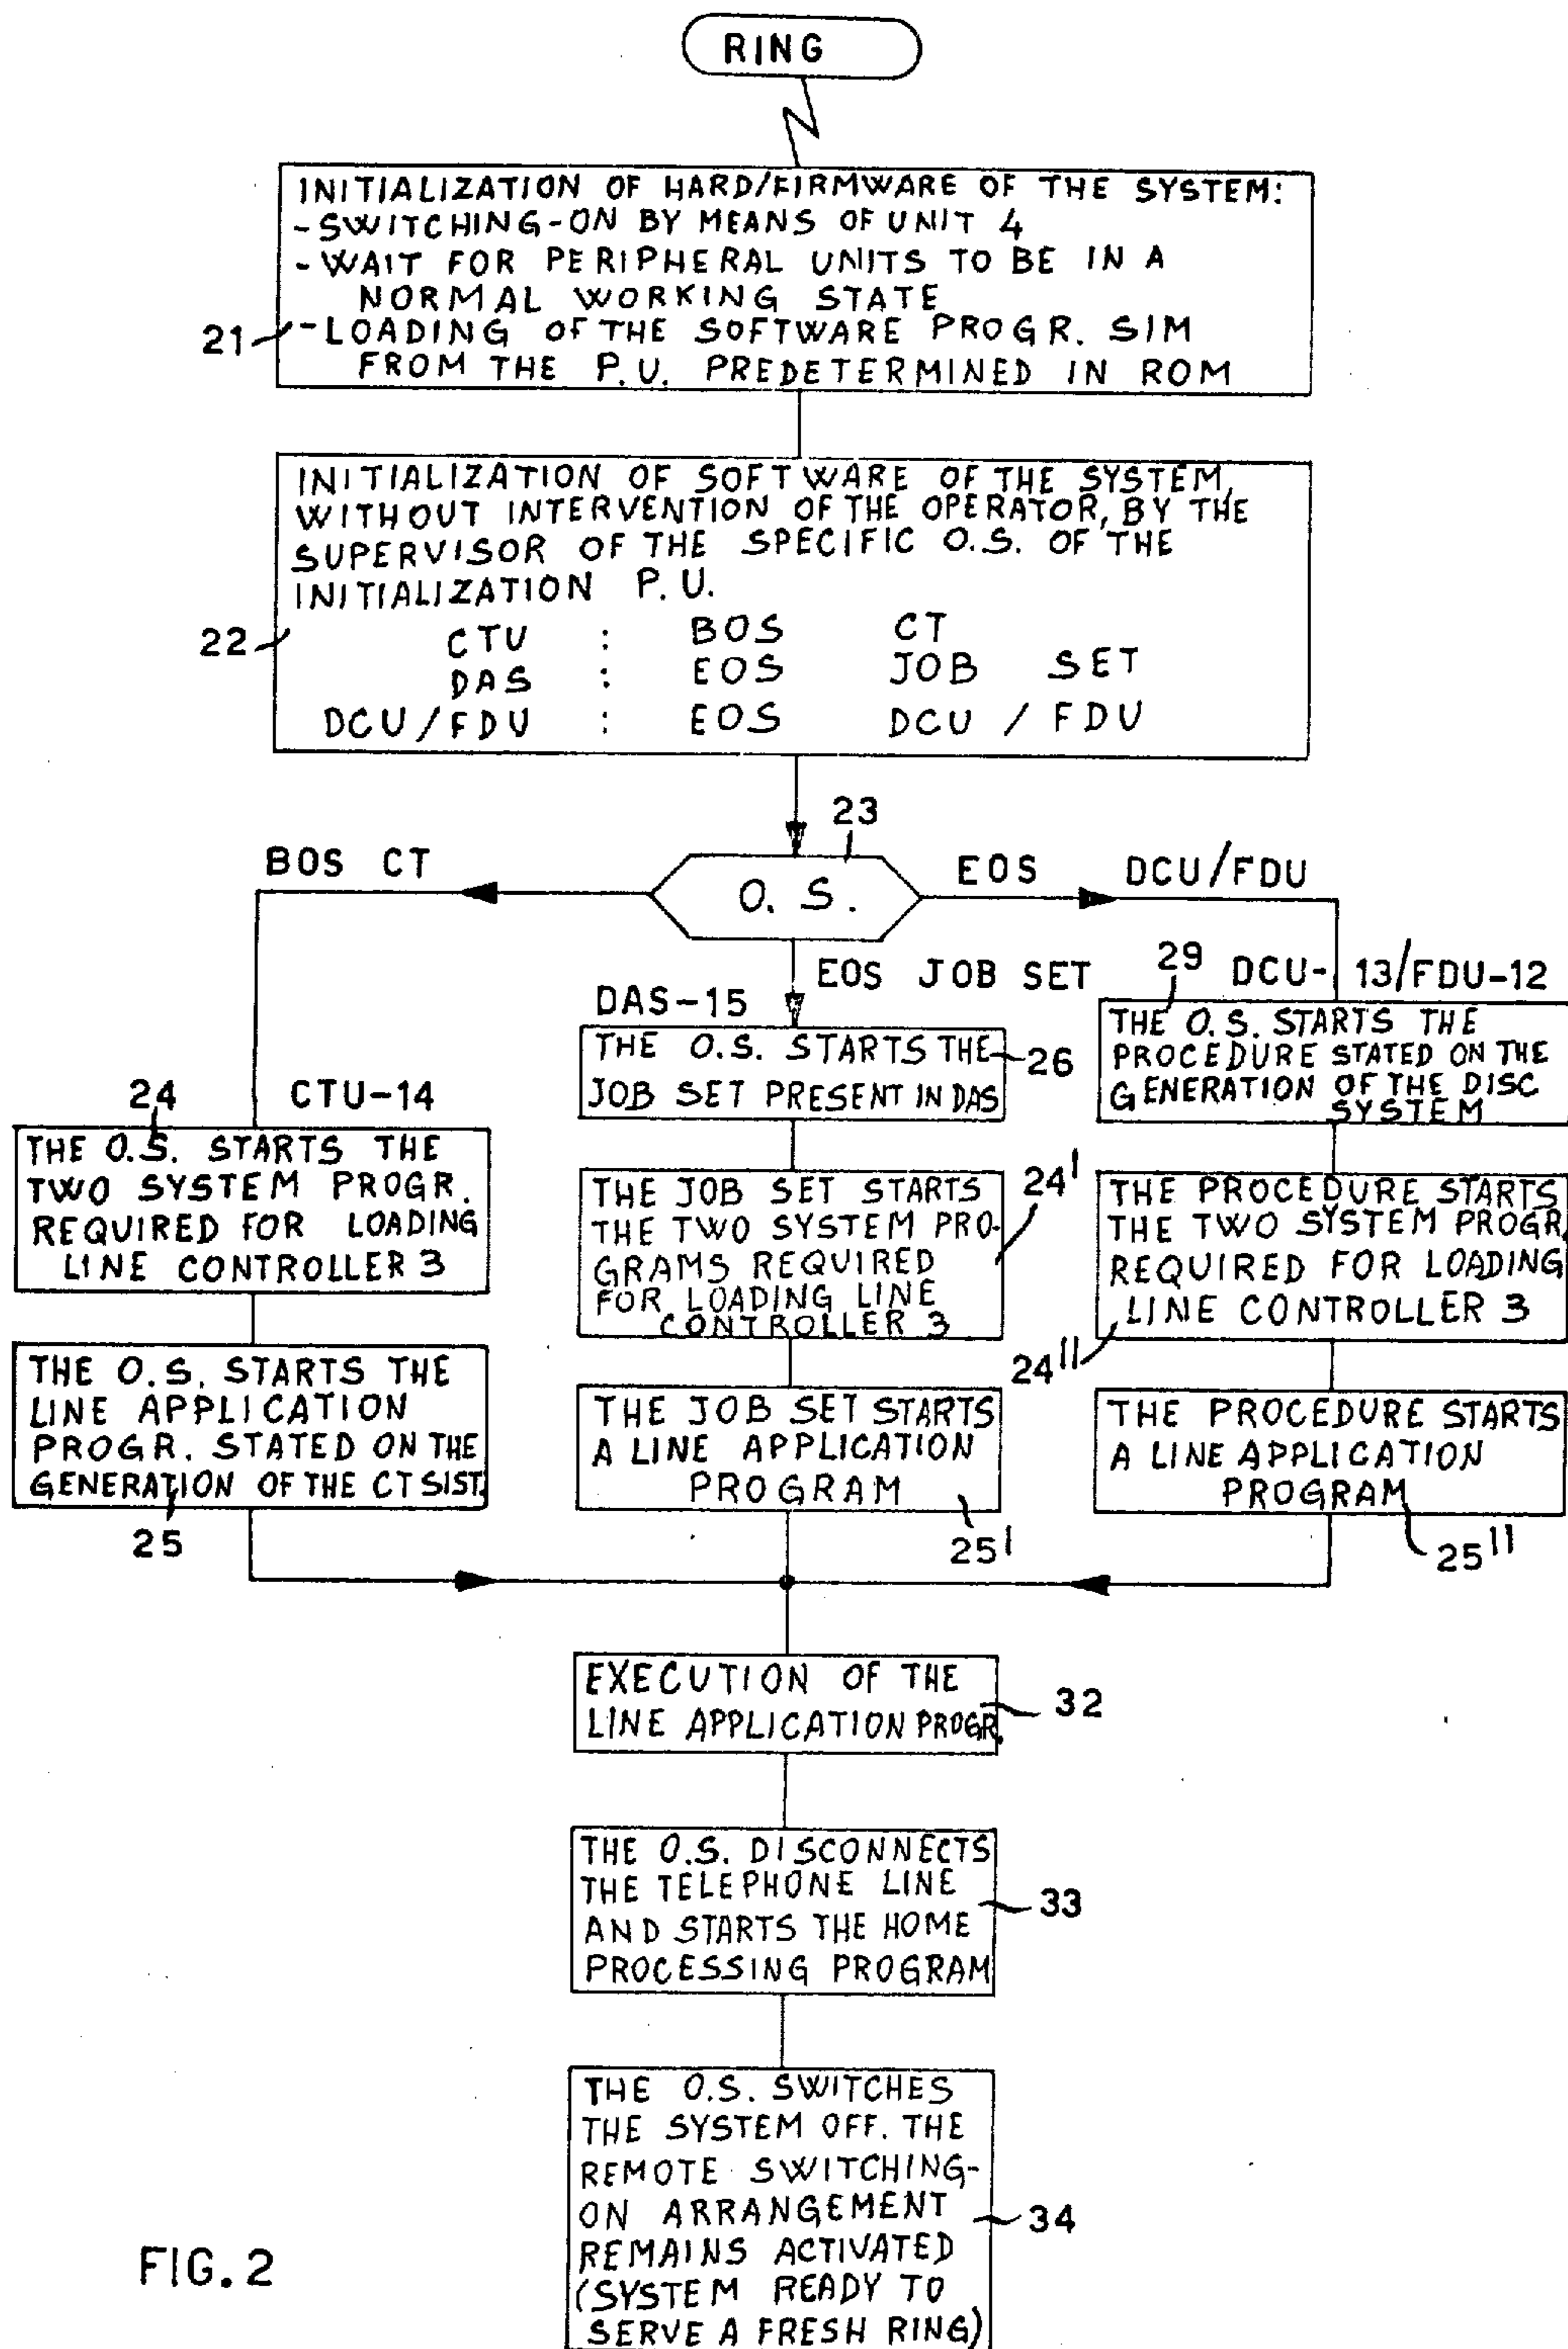 RING
INITIALIZATION OF HARD/FIRMWARE OF THE SYSTEM:
-SWITCHING-ON BY MEANS OF UNIT 4
-WAIT FOR PERIPHERAL UNITS TO BE IN A
NORMAL WORKING STATE
21 -LOADING OF THE SOFTWARE PROGR. SIM
FROM THE P.U. PREDETERMINED IN ROM
INITIALIZATION OF SOFTWARE OF THE SYSTEM,
WITHOUT INTERVENTION OF THE OPERATOR, BY THE
SUPERVISOR OF THE SPECIFIC O.S. OF THE
INITIALIZATION P.U.
22 CTU : BOS CT
DAS : EOS JOB SET
DCU/FDU : EOS DCU / FDU
23
BOS CT
O. S.
EOS DCU/FDU
EOS JOB SET
DAS-15
29 DCU-13/FDU-12
24 CTU-14
THE O.S. STARTS THE
TWO SYSTEM PROGR.
REQUIRED FOR LOADING
LINE CONTROLLER 3
THE O.S. STARTS THE
LINE APPLICATION
PROGR. STATED ON THE
GENERATION OF THE CT SIST.
25
THE O.S. STARTS THE 26
JOB SET PRESENT IN DAS
THE JOB SET STARTS 24'
THE TWO SYSTEM PRO-
GRAMS REQUIRED
FOR LOADING LINE
CONTROLLER 3
THE JOB SET STARTS
A LINE APPLICATION
PROGRAM
25'
THE O.S. STARTS THE
PROCEDURE STATED ON THE
GENERATION OF THE DISC
SYSTEM
THE PROCEDURE STARTS
THE TWO SYSTEM PROGR.
REQUIRED FOR LOADING
LINE CONTROLLER 3
24''
THE PROCEDURE STARTS
A LINE APPLICATION
PROGRAM
25''
EXECUTION OF THE
LINE APPLICATION PROGR. 32
THE O.S. DISCONNECTS
THE TELEPHONE LINE
AND STARTS THE HOME 33
PROCESSING PROGRAM
THE O.S. SWITCHES
THE SYSTEM OFF. THE
REMOTE SWITCHING-
ON ARRANGEMENT 34
REMAINS ACTIVATED
(SYSTEM READY TO
SERVE A FRESH RING)
FIG. 2